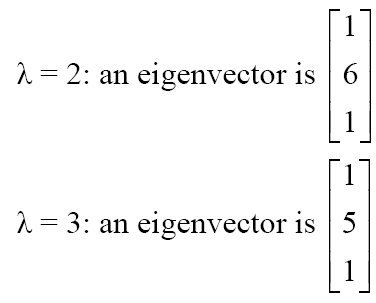 λ = 2: an eigenvector is [1 6 1]
λ = 3: an eigenvector is [1 5 1]